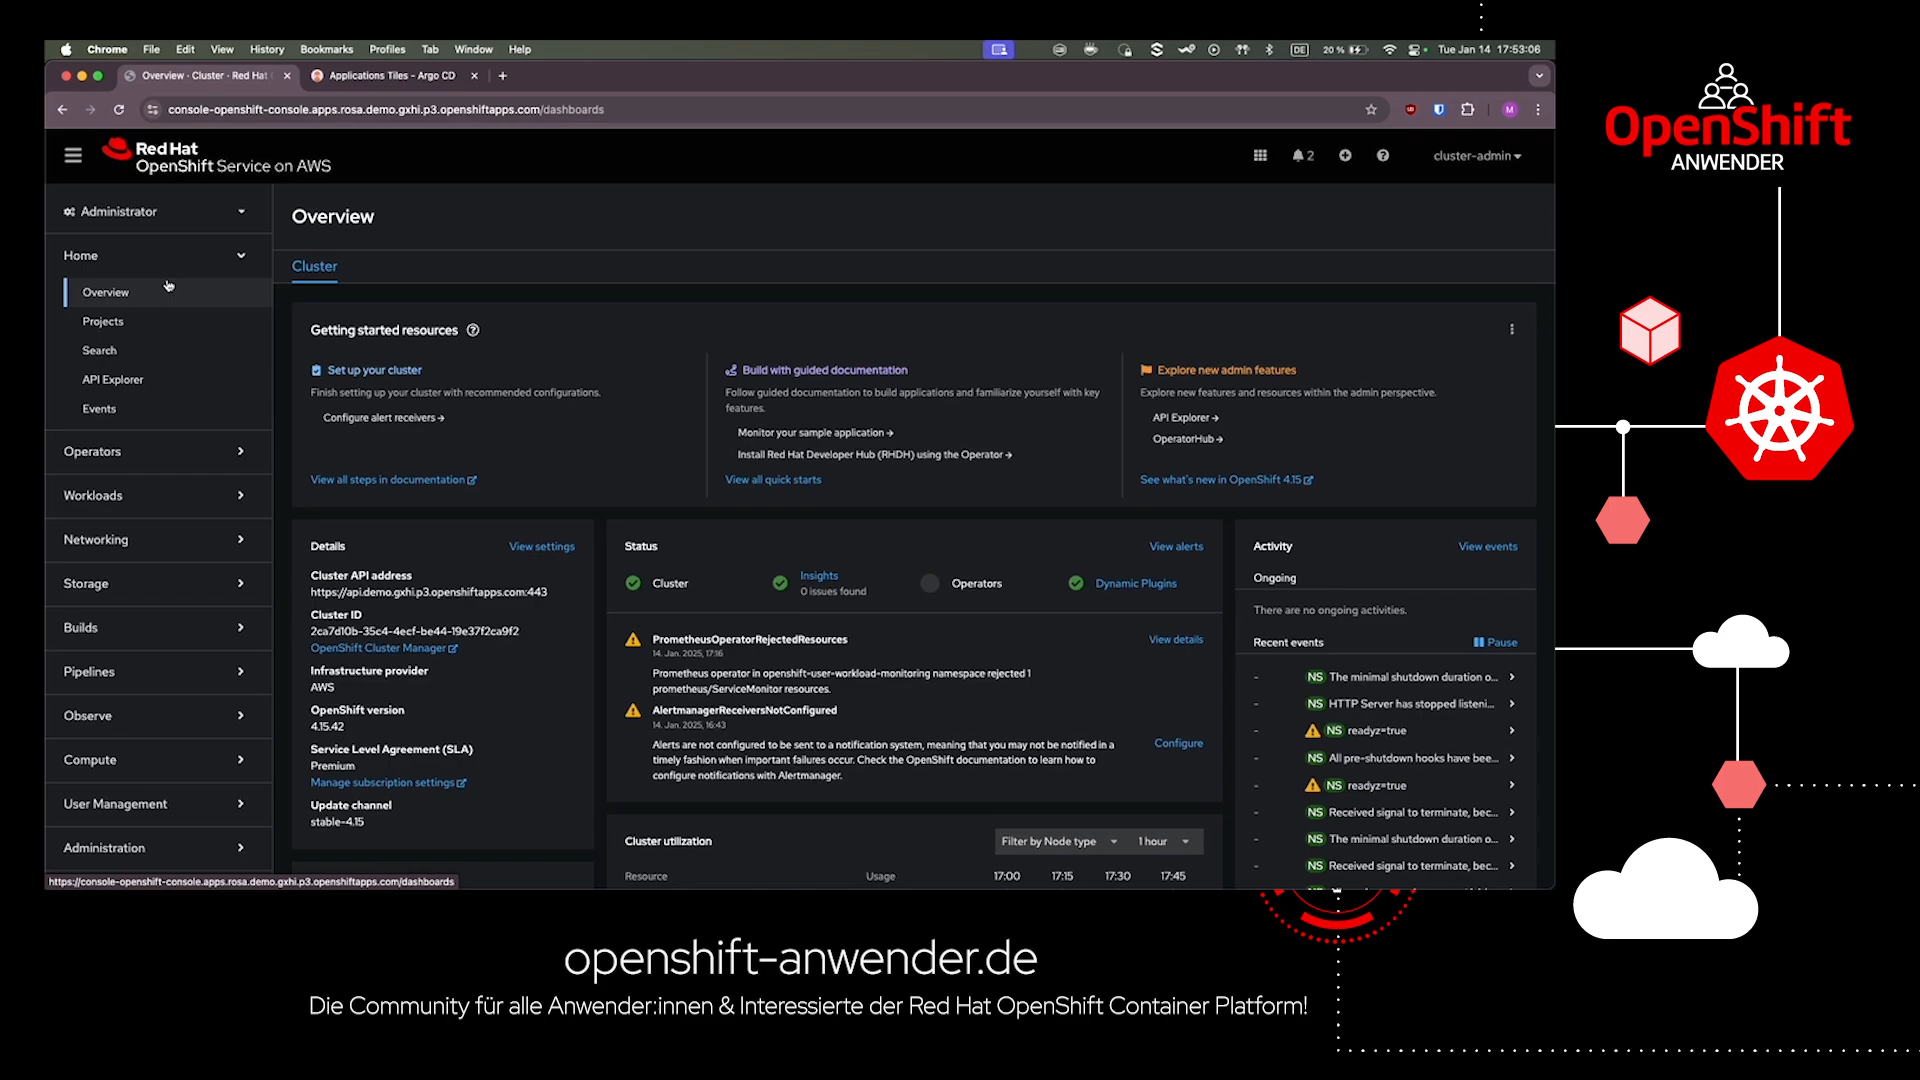 Chrome File Edit View History Bookmarks Profiles Tab Window Help
DE 20 % Tue Jan 14 17:53:06
Overview · Cluster · Red Hat
Applications Tiles - Argo CD
console-openshift-console.apps.rosa.demo.gxhi.p3.openshiftapps.com/dashboards
M
Red Hat
OpenShift Service on AWS
2
cluster-admin
Administrator
Home
Overview
Projects
Search
API Explorer
Events
Operators
Workloads
Networking
Storage
Builds
Pipelines
Observe
Compute
User Management
Administration
https://console-openshift-console.apps.rosa.demo.gxhi.p3.openshiftapps.com/dashboards
Overview
Cluster
Getting started resources
Set up your cluster
Finish setting up your cluster with recommended configurations.
Configure alert receivers →
View all steps in documentation
Build with guided documentation
Follow guided documentation to build applications and familiarize yourself with key
features.
Monitor your sample application →
Install Red Hat Developer Hub (RHDH) using the Operator →
View all quick starts
Explore new admin features
Explore new features and resources within the admin perspective.
API Explorer →
OperatorHub →
See what's new in OpenShift 4.15
Details
View settings
Cluster API address
https://api.demo.gxhi.p3.openshiftapps.com:443
Cluster ID
2ca7d10b-35c4-4ecf-be44-19e37f2ca9f2
OpenShift Cluster Manager
Infrastructure provider
AWS
OpenShift version
4.15.42
Service Level Agreement (SLA)
Premium
Manage subscription settings
Update channel
stable-4.15
Status
View alerts
Cluster
Insights
0 issues found
Operators
Dynamic Plugins
PrometheusOperatorRejectedResources
View details
14. Jan. 2025, 17:16
Prometheus operator in openshift-user-workload-monitoring namespace rejected 1
prometheus/ServiceMonitor resources.
AlertmanagerReceiversNotConfigured
14. Jan. 2025, 16:43
Alerts are not configured to be sent to a notification system, meaning that you may not be notified in a
timely fashion when important failures occur. Check the OpenShift documentation to learn how to
configure notifications with Alertmanager.
Configure
Cluster utilization
Filter by Node type
1 hour
Resource Usage 17:00 17:15 17:30 17:45
Activity
View events
Ongoing
There are no ongoing activities.
Recent events
Pause
- NS The minimal shutdown duration o...
- NS HTTP Server has stopped listeni...
- NS readyz=true
- NS All pre-shutdown hooks have bee...
- NS readyz=true
- NS Received signal to terminate, bec...
- NS The minimal shutdown duration o...
- NS Received signal to terminate, bec...
OpenShift
ANWENDER
openshift-anwender.de
Die Community für alle Anwender:innen & Interessierte der Red Hat OpenShift Container Platform!